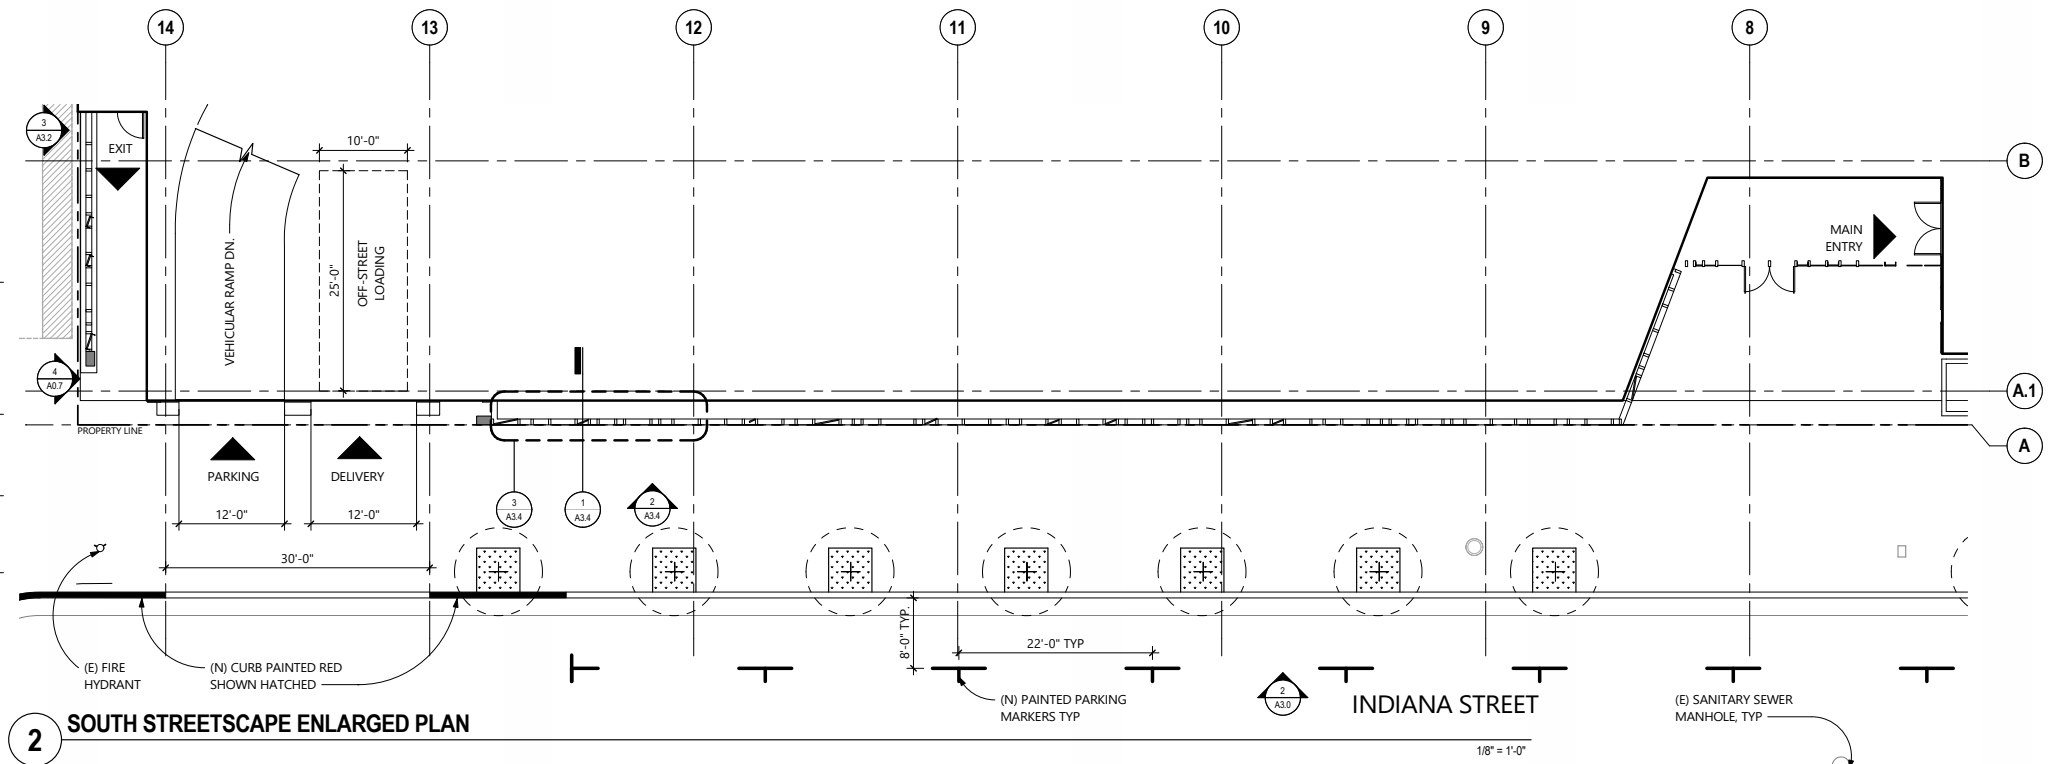 14
13
12
11
10
9
8
3
A3.2
EXIT
10'-0"
B
VEHICULAR RAMP DN.
25'-0"
OFF-STREET
LOADING
MAIN
ENTRY
4
A0.7
A.1
PROPERTY LINE
A
PARKING
DELIVERY
12'-0"
12'-0"
3
A3.4
1
A3.4
2
A3.4
30'-0"
8'-0" TYP.
22'-0" TYP
(E) FIRE
HYDRANT
(N) CURB PAINTED RED
SHOWN HATCHED
(N) PAINTED PARKING
MARKERS TYP
2
A3.0
INDIANA STREET
(E) SANITARY SEWER
MANHOLE, TYP
2
SOUTH STREETSCAPE ENLARGED PLAN
1/8" = 1'-0"